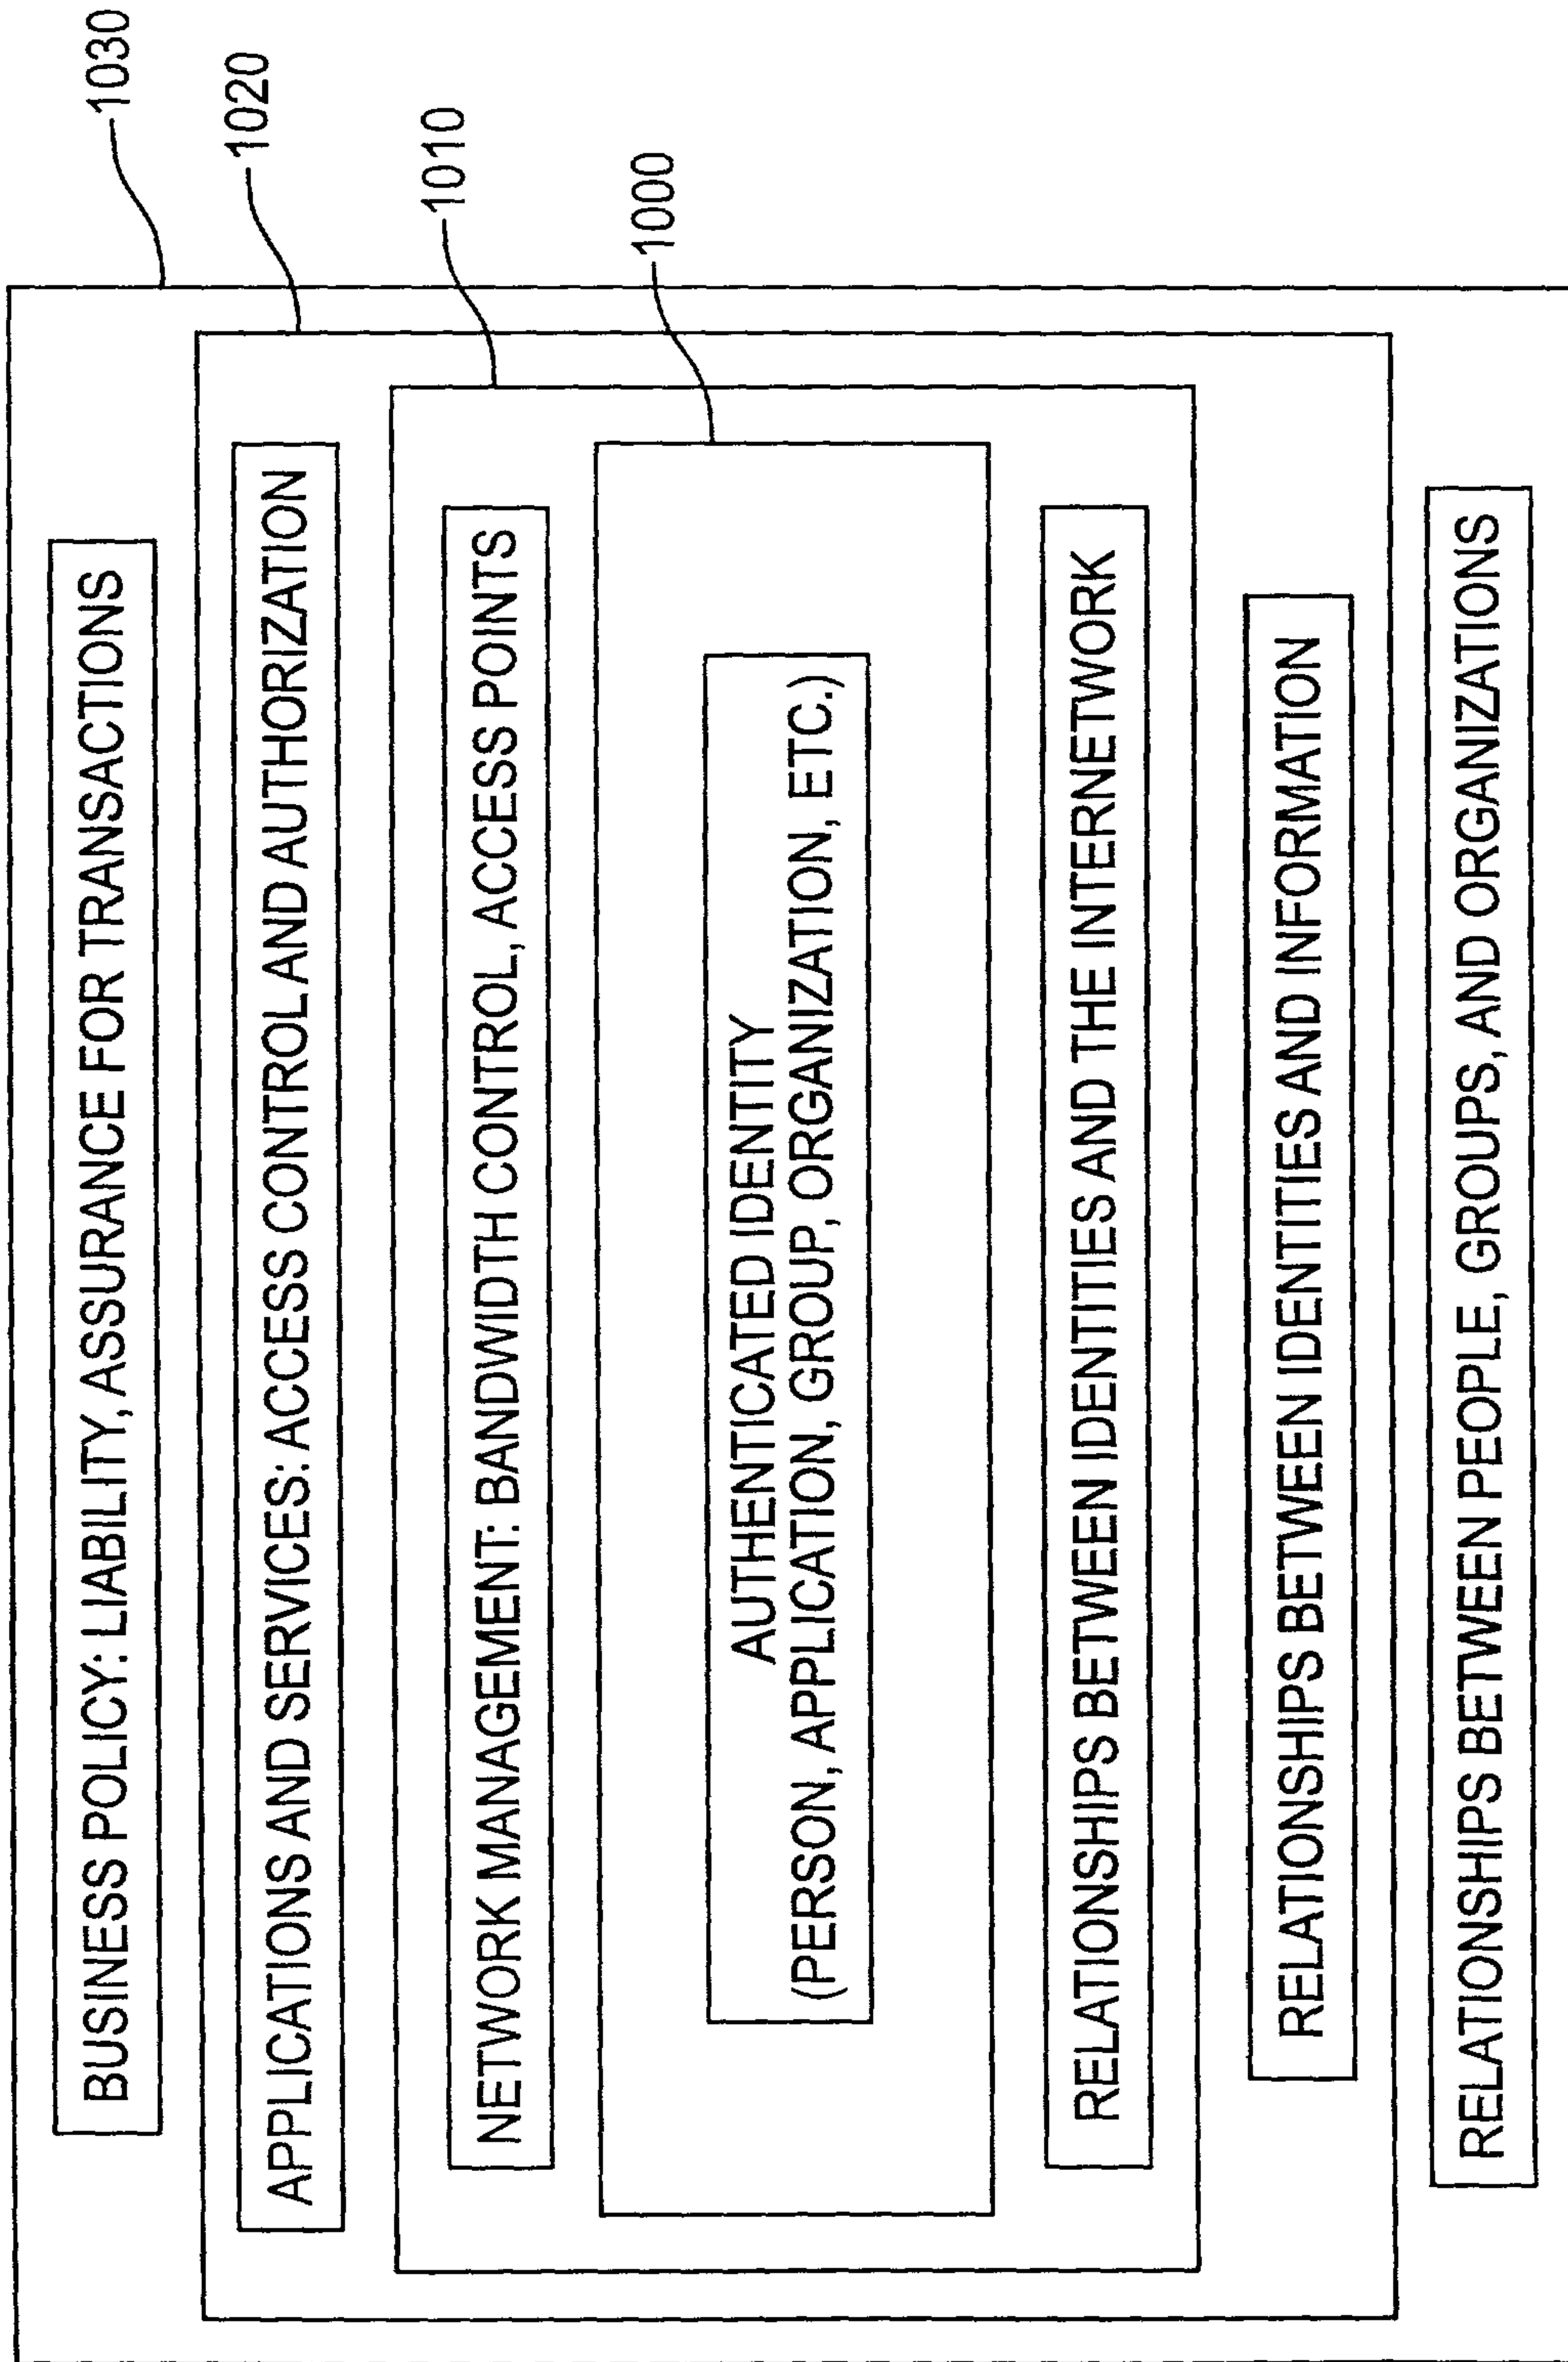 BUSINESS POLICY: LIABILITY, ASSURANCE FOR TRANSACTIONS
1030
APPLICATIONS AND SERVICES: ACCESS CONTROL AND AUTHORIZATION
1020
NETWORK MANAGEMENT: BANDWIDTH CONTROL, ACCESS POINTS
1010
1000
AUTHENTICATED IDENTITY
(PERSON, APPLICATION, GROUP, ORGANIZATION, ETC.)
RELATIONSHIPS BETWEEN IDENTITIES AND THE INTERNETWORK
RELATIONSHIPS BETWEEN IDENTITIES AND INFORMATION
RELATIONSHIPS BETWEEN PEOPLE, GROUPS, AND ORGANIZATIONS